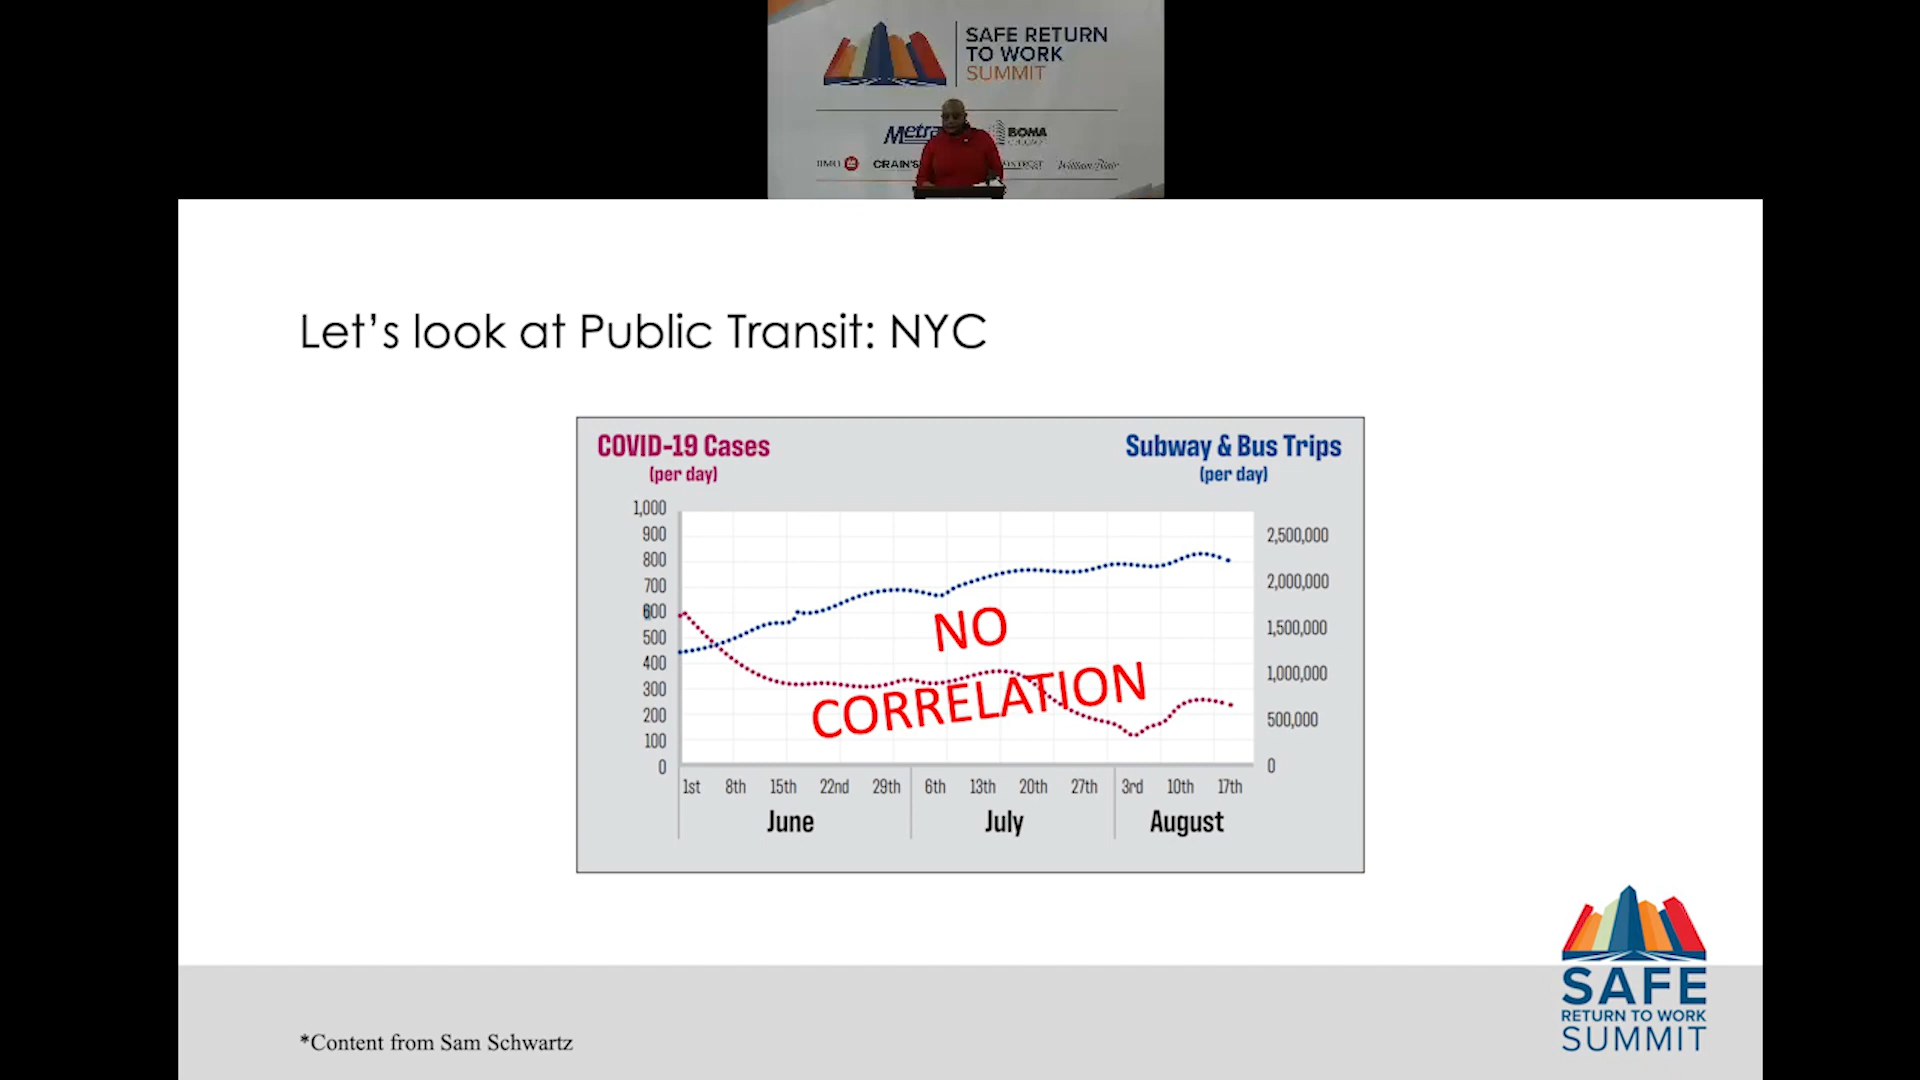 SAFE RETURN
TO WORK
SUMMIT
Metra
BOMA
CRAIN'S
William Blair
Let's look at Public Transit: NYC
COVID-19 Cases
(per day)
Subway & Bus Trips
(per day)
1,000
900
800
700
600
500
400
300
200
100
0
2,500,000
2,000,000
1,500,000
1,000,000
500,000
0
NO
CORRELATION
1st 8th 15th 22nd 29th 6th 13th 20th 27th 3rd 10th 17th
June July August
*Content from Sam Schwartz
SAFE
RETURN TO WORK
SUMMIT